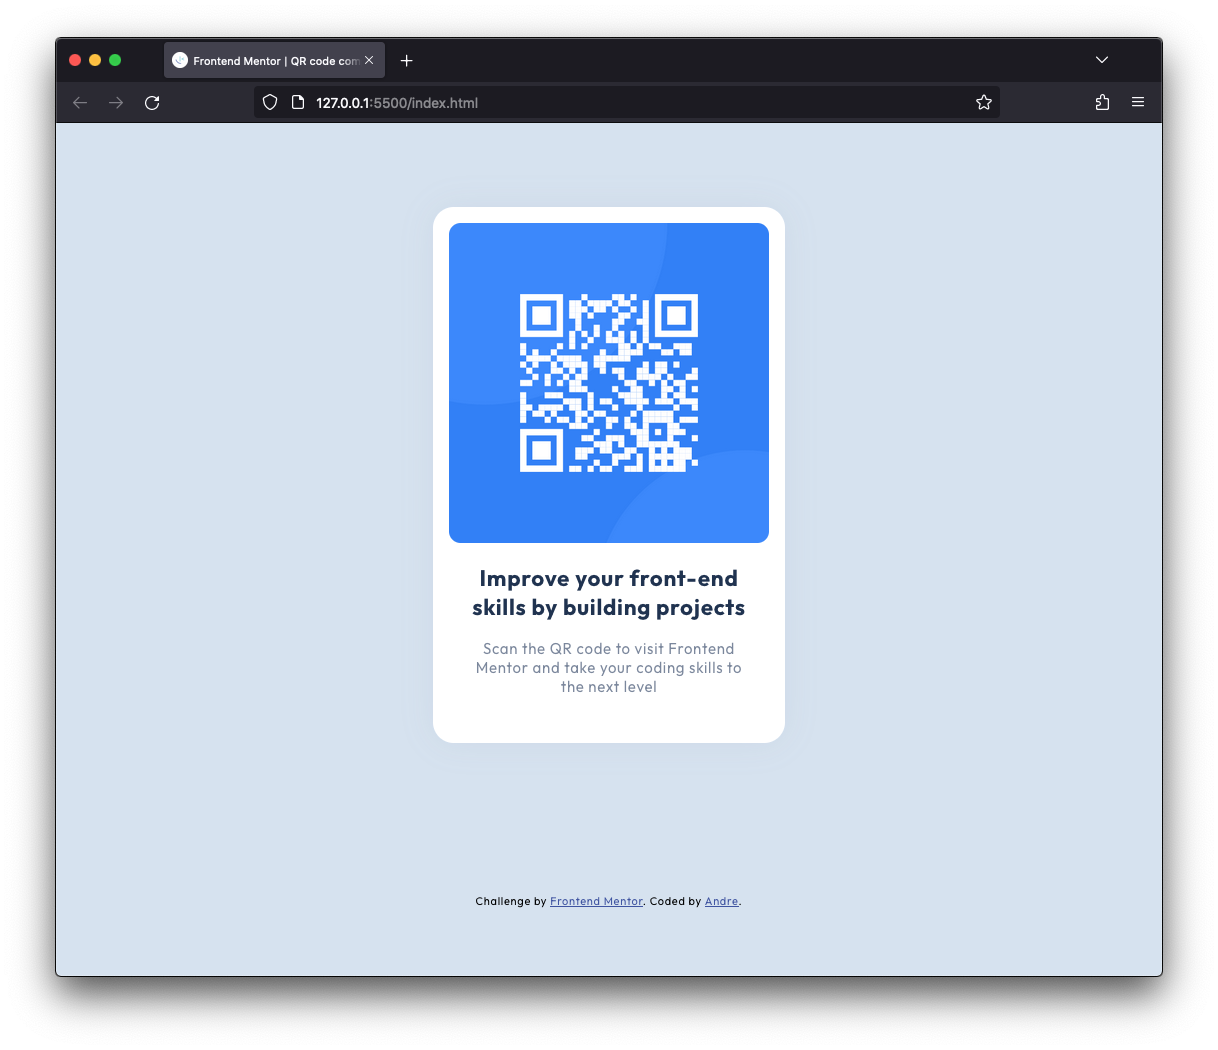 Frontend Mentor | QR code com
127.0.0.1:5500/index.html
Improve your front-end
skills by building projects
Scan the QR code to visit Frontend
Mentor and take your coding skills to
the next level
Challenge by Frontend Mentor. Coded by Andre.